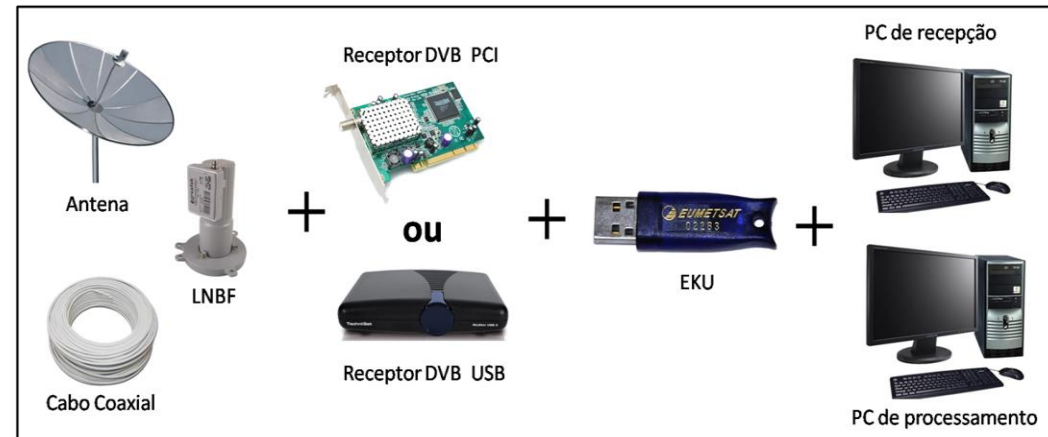 Antena
LNBF
Cabo Coaxial
+
Receptor DVB PCI
ou
TechniSat
Receptor DVB USB
+
EUMETSAT
02263
EKU
+
PC de recepção
PC de processamento